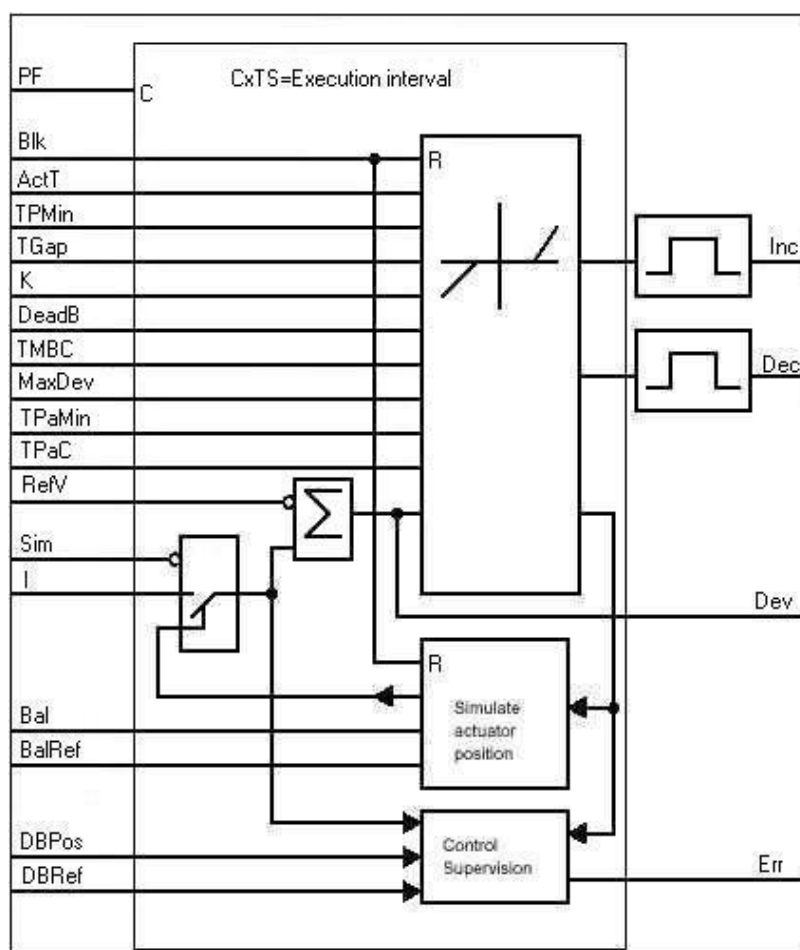 PF
C
CxTS=Execution interval
Blk
R
ActT
TPMin
TGap
Inc
K
DeadB
TMBC
Dec
MaxDev
TPaMin
TPaC
RefV
Σ
Sim
I
Dev
R
Simulate
actuator
position
Bal
BalRef
DBPos
Control
Supervision
DBRef
Err